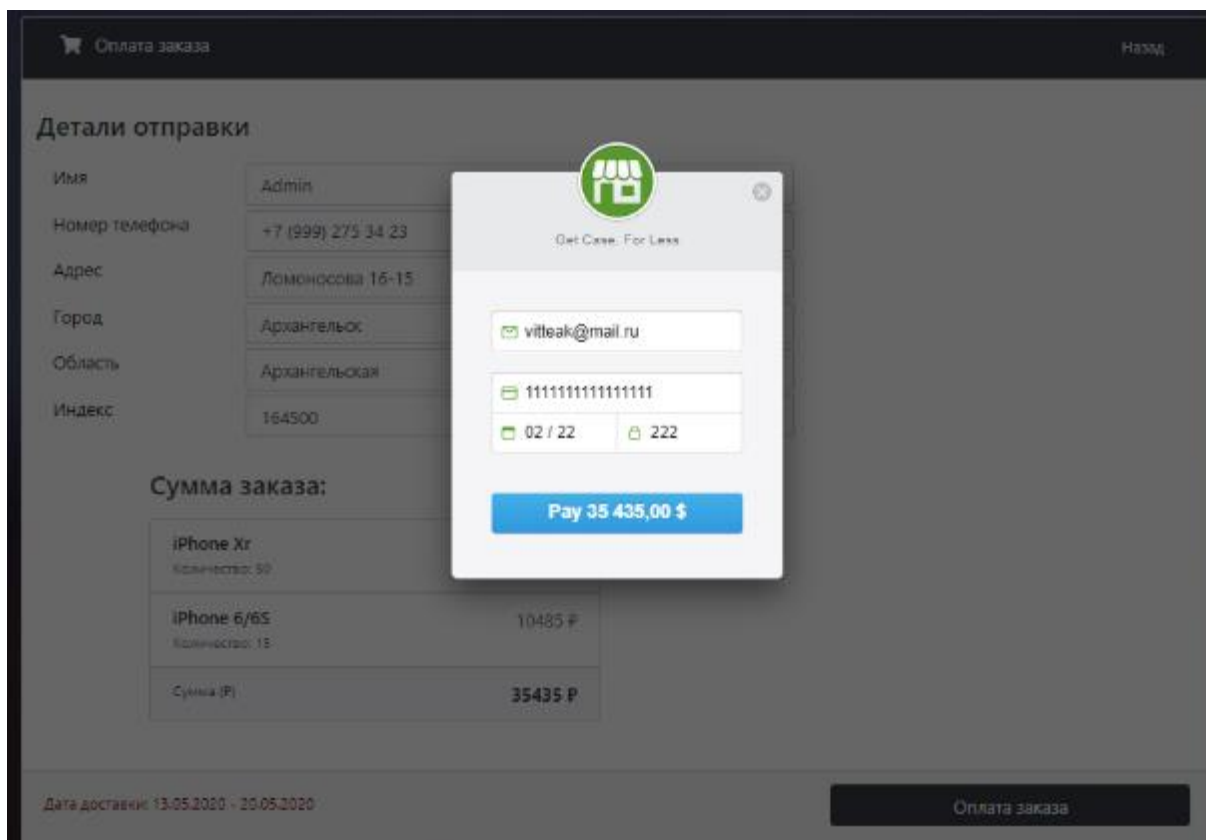 Оплата заказа
Назад
Детали отправки
Имя
Admin
Номер телефона
+7 (999) 275 34 23
Адрес
Ломоносова 16-15
Город
Архангельск
Область
Архангельская
Индекс
164500
Get Case. For Less
vitleak@mail.ru
1111111111111111
02 / 22
222
Pay 35 435,00 $
Сумма заказа:
iPhone Xr
Количество: 50
iPhone 6/6S
10485 ₽
Количество: 15
Сумма (₽)
35435 ₽
Дата доставки: 13.05.2020 - 20.05.2020
Оплата заказа